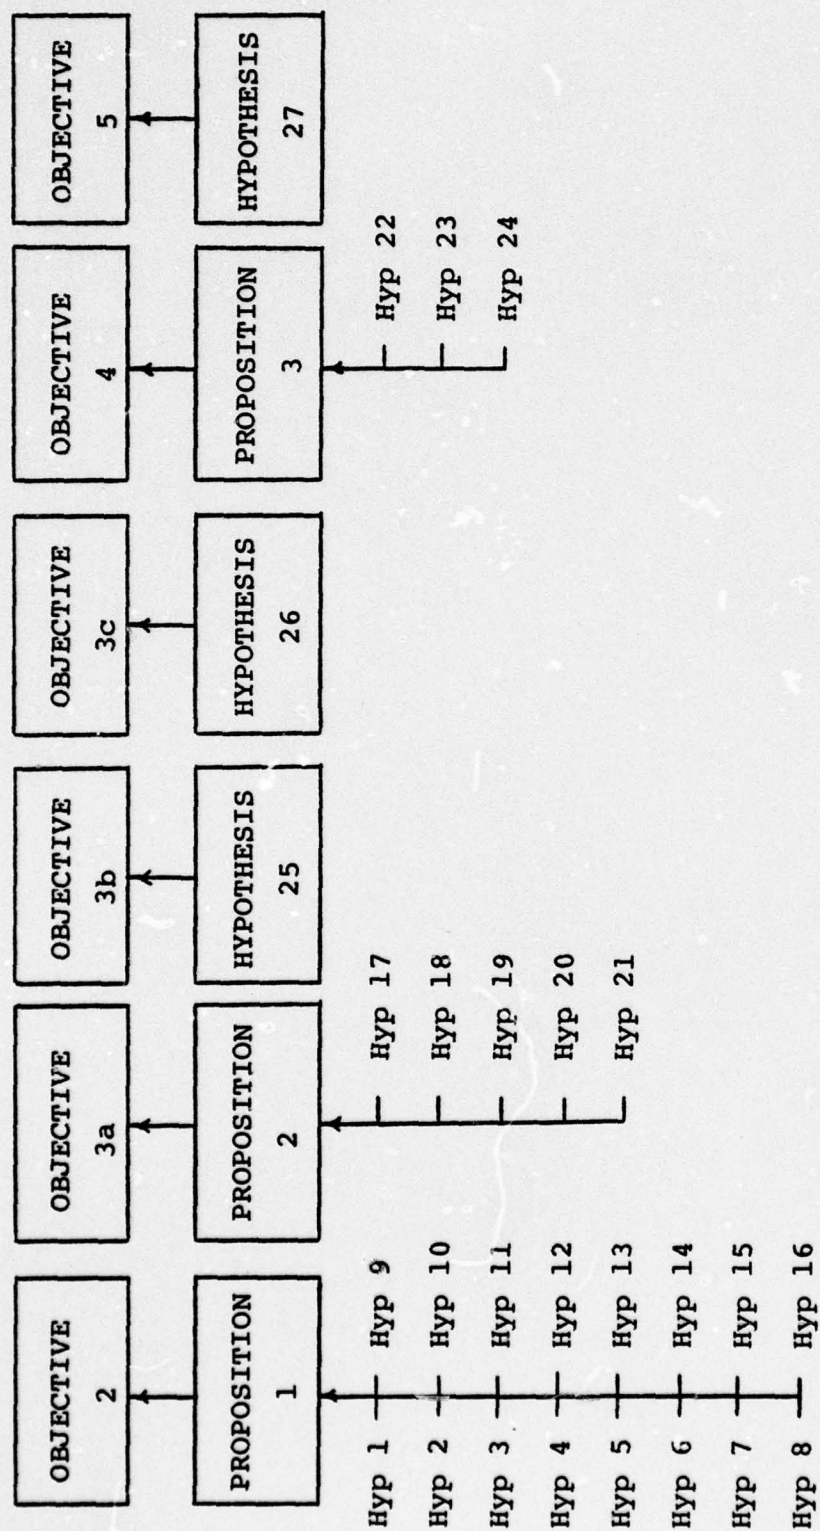 OBJECTIVE
2
OBJECTIVE
3a
OBJECTIVE
3b
OBJECTIVE
3c
OBJECTIVE
4
OBJECTIVE
5
PROPOSITION
1
PROPOSITION
2
HYPOTHESIS
25
HYPOTHESIS
26
PROPOSITION
3
HYPOTHESIS
27
Hyp 1
Hyp 9
Hyp 2
Hyp 10
Hyp 3
Hyp 11
Hyp 4
Hyp 12
Hyp 5
Hyp 13
Hyp 6
Hyp 14
Hyp 7
Hyp 15
Hyp 8
Hyp 16
Hyp 17
Hyp 18
Hyp 19
Hyp 20
Hyp 21
Hyp 22
Hyp 23
Hyp 24